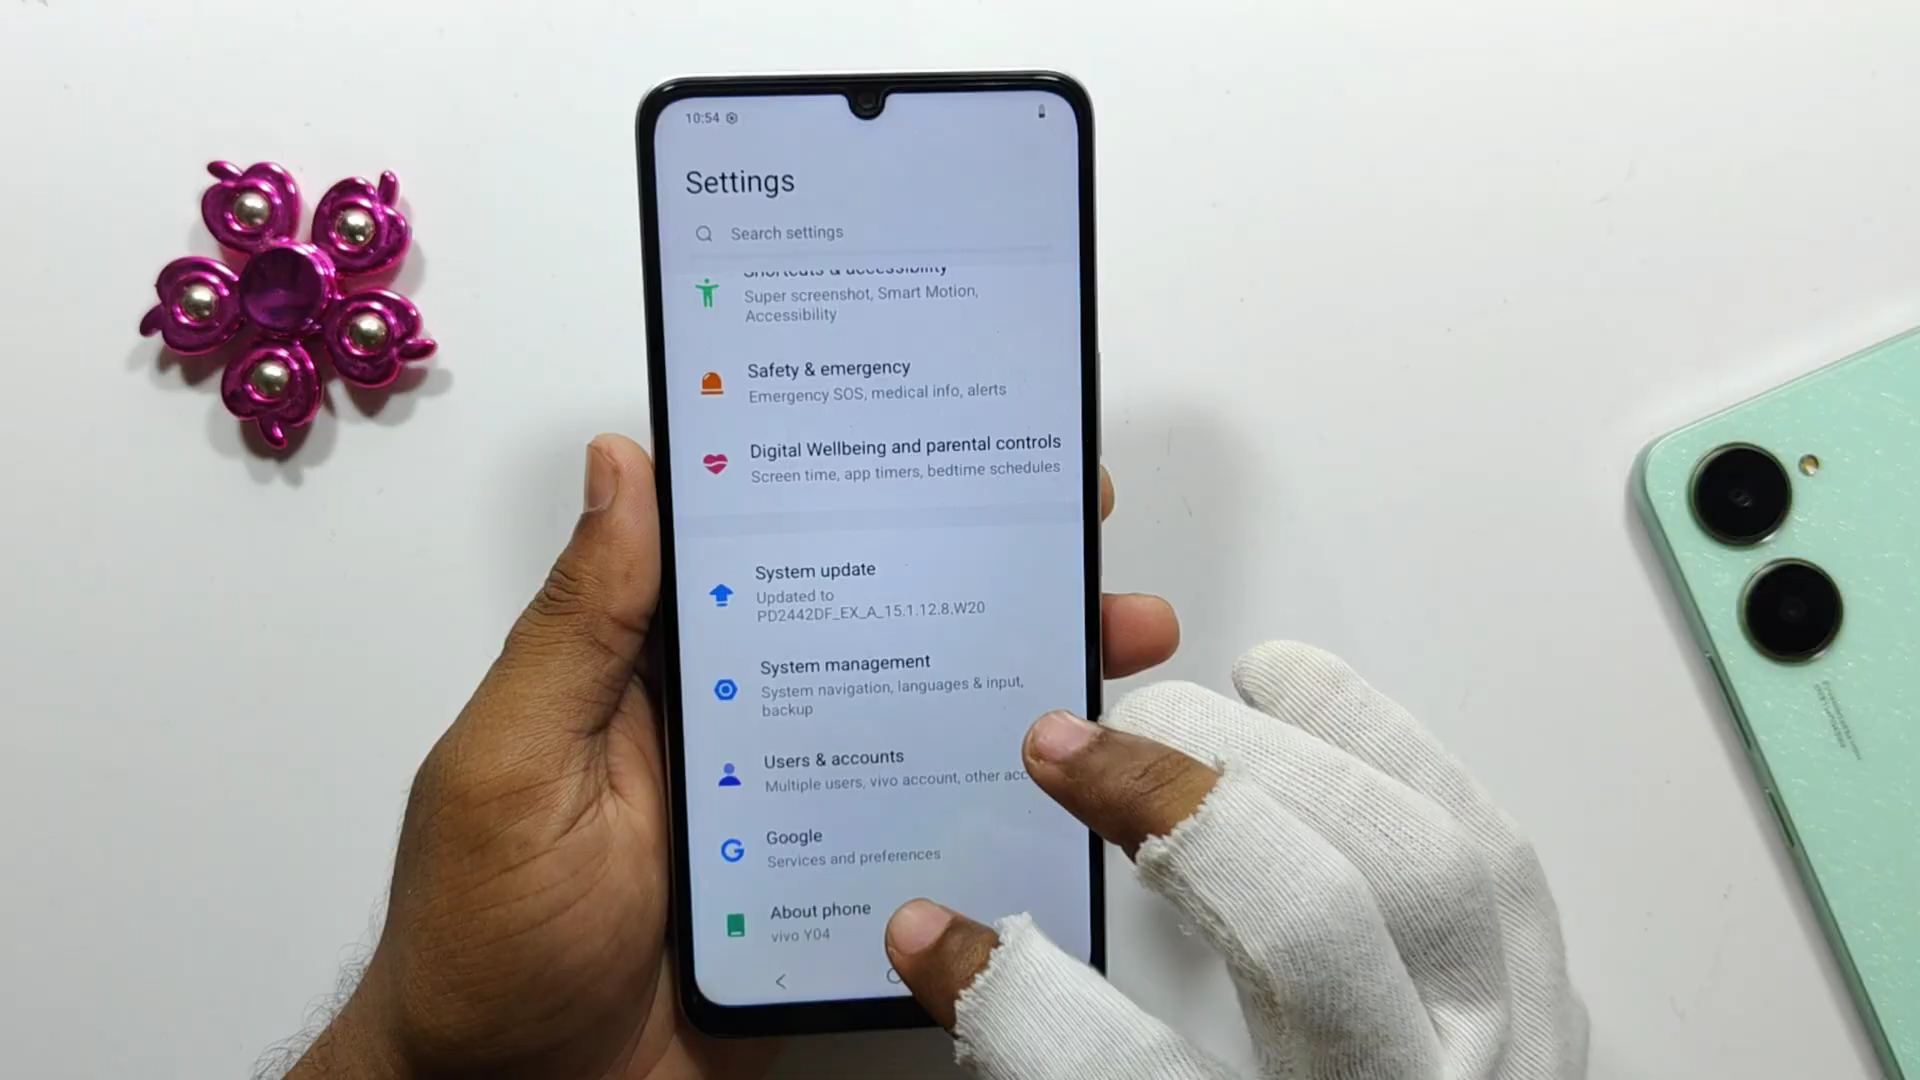 10:54
Settings
Search settings
Shortcuts & accessibility
Super screenshot, Smart Motion,
Accessibility
Safety & emergency
Emergency SOS, medical info, alerts
Digital Wellbeing and parental controls
Screen time, app timers, bedtime schedules
System update
Updated to
PD2442DF_EX_A_15.1.12.8.W20
System management
System navigation, languages & input,
backup
Users & accounts
Multiple users, vivo account, other acc
Google
Services and preferences
About phone
vivo Y04